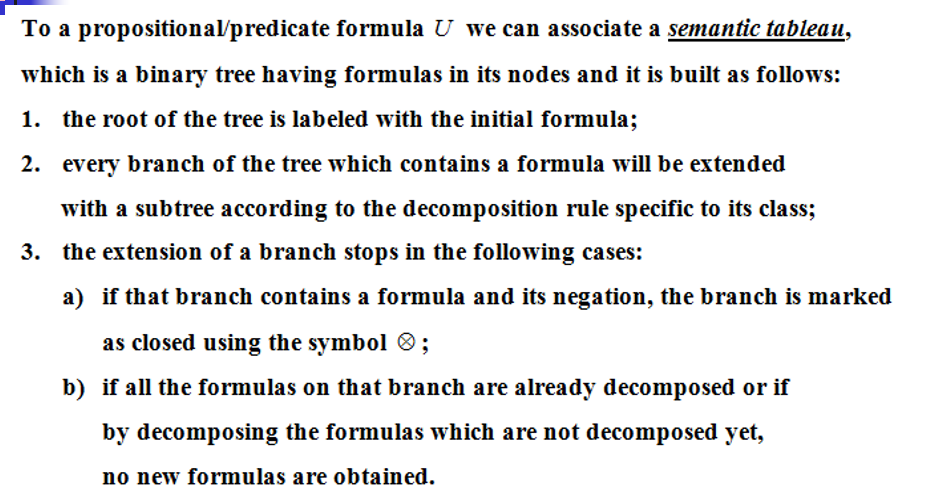 To a propositional/predicate formula U we can associate a semantic tableau,
which is a binary tree having formulas in its nodes and it is built as follows:
1. the root of the tree is labeled with the initial formula;
2. every branch of the tree which contains a formula will be extended
with a subtree according to the decomposition rule specific to its class;
3. the extension of a branch stops in the following cases:
a) if that branch contains a formula and its negation, the branch is marked
as closed using the symbol ⊗ ;
b) if all the formulas on that branch are already decomposed or if
by decomposing the formulas which are not decomposed yet,
no new formulas are obtained.